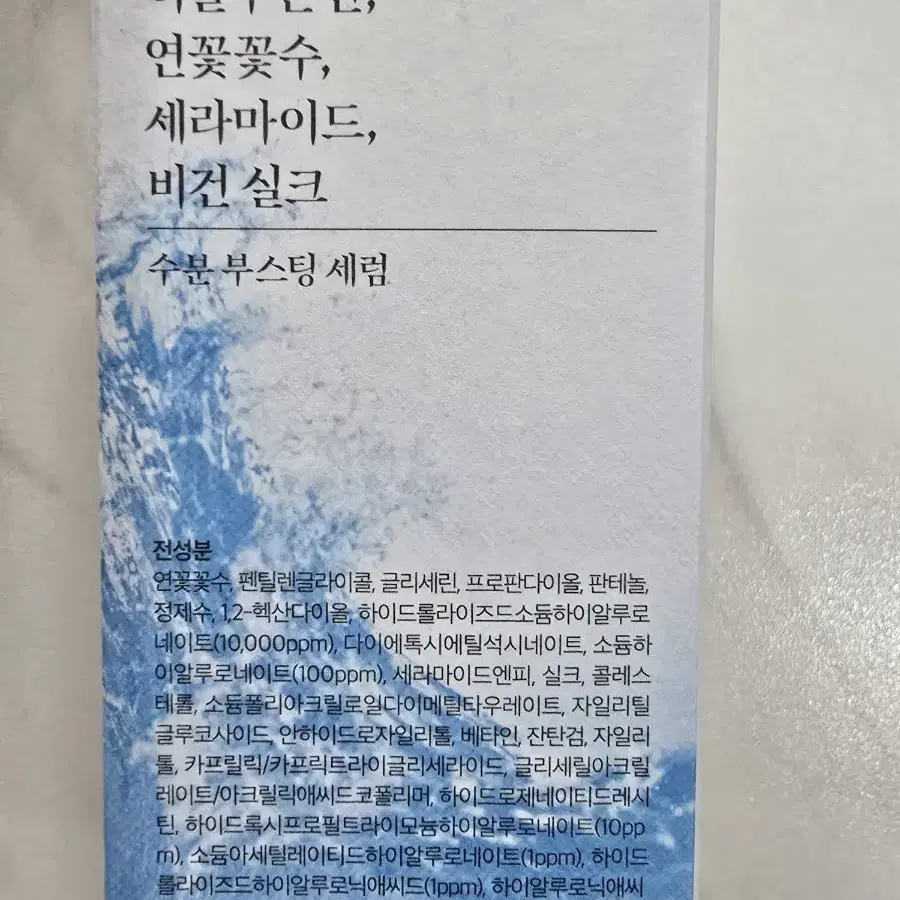 연꽃꽃수,
세라마이드,
비건 실크
수분 부스팅 세럼
전성분
연꽃꽃수, 펜틸렌글라이콜, 글리세린, 프로판다이올, 판테놀,
정제수, 1,2-헥산다이올, 하이드롤라이즈드소듐하이알루로
네이트(10,000ppm), 다이에톡시에틸석시네이트, 소듐하
이알루로네이트(100ppm), 세라마이드엔피, 실크, 콜레스
테롤, 소듐폴리아크릴로일다이메틸타우레이트, 자일리틸
글루코사이드, 안하이드로자일리톨, 베타인, 잔탄검, 자일리
톨, 카프릴릭/카프릭트라이글리세라이드, 글리세릴아크릴
레이트/아크릴릭애씨드코폴리머, 하이드로제네이티드레시
틴, 하이드록시프로필트라이모늄하이알루로네이트(10pp
m), 소듐아세틸레이티드하이알루로네이트(1ppm), 하이드
롤라이즈드하이알루로닉애씨드(1ppm), 하이알루로닉애씨